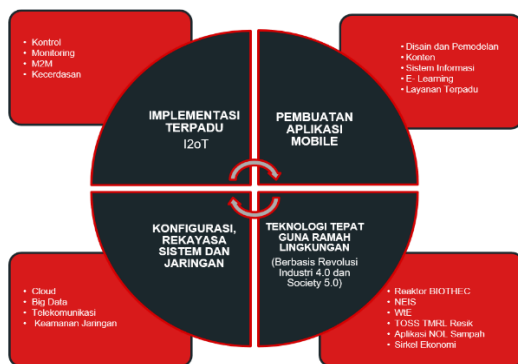 • Kontrol
• Monitoring
• M2M
• Kecerdasan
• Disain dan Pemodelan
• Konten
• Sistem Informasi
• E- Learning
• Layanan Terpadu
IMPLEMENTASI
TERPADU
I2oT
PEMBUATAN
APLIKASI
MOBILE
KONFIGURASI,
REKAYASA
SISTEM DAN
JARINGAN
TEKNOLOGI TEPAT
GUNA RAMAH
LINGKUNGAN
(Berbasis Revolusi
Industri 4.0 dan
Society 5.0)
• Cloud
• Big Data
• Telekomunikasi
• Keamanan Jaringan
• Reaktor BIOTHEC
• NEIS
• WtE
• TOSS TMRL Resik
• Aplikasi NOL Sampah
• Sirkel Ekonomi